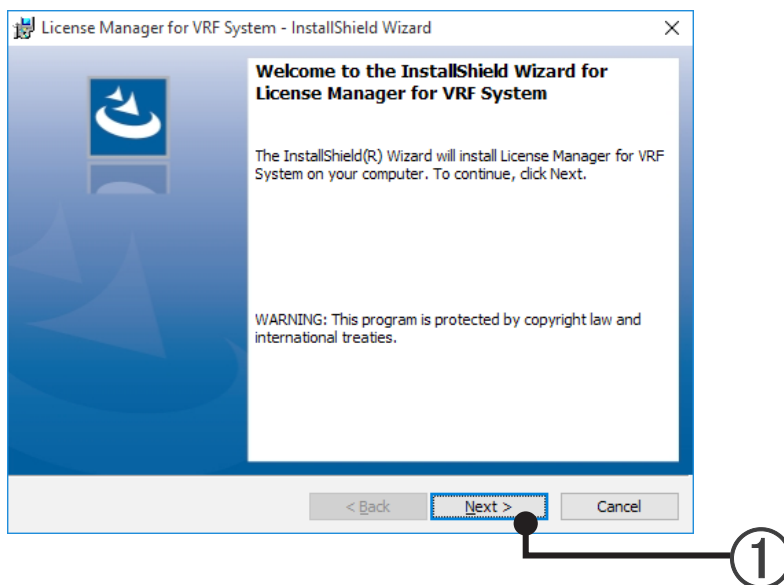 License Manager for VRF System - InstallShield Wizard
Welcome to the InstallShield Wizard for
License Manager for VRF System
The InstallShield(R) Wizard will install License Manager for VRF
System on your computer. To continue, click Next.
WARNING: This program is protected by copyright law and
international treaties.
< Back Next > Cancel
①